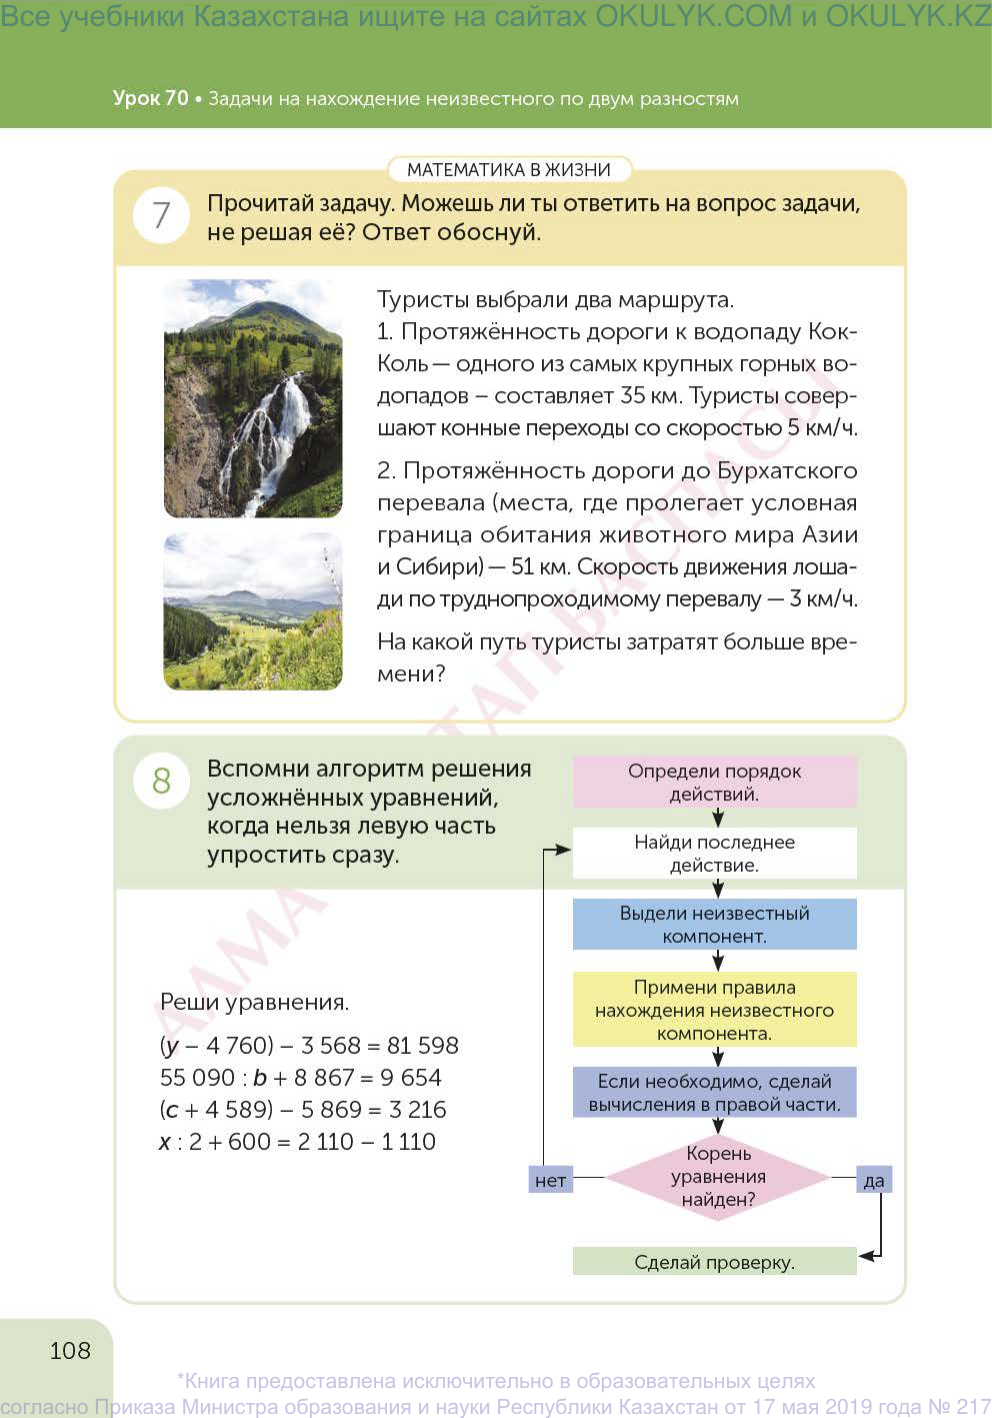 Все учебники Казахстана ищите на сайтах OKULYK.COM и OKULYK.KZ
Урок 70 • Задачи на нахождение неизвестного по двум разностям
МАТЕМАТИКА В ЖИЗНИ
7
Прочитай задачу. Можешь ли ты ответить на вопрос задачи,
не решая её? Ответ обоснуй.
Туристы выбрали два маршрута.
1. Протяжённость дороги к водопаду Кок-
Коль — одного из самых крупных горных во-
допадов – составляет 35 км. Туристы совер-
шают конные переходы со скоростью 5 км/ч.
2. Протяжённость дороги до Бурхатского
перевала (места, где пролегает условная
граница обитания животного мира Азии
и Сибири) — 51 км. Скорость движения лоша-
ди по труднопроходимому перевалу — 3 км/ч.
На какой путь туристы затратят больше вре-
мени?
8
Вспомни алгоритм решения
усложнённых уравнений,
когда нельзя левую часть
упростить сразу.
Реши уравнения.
(y – 4 760) – 3 568 = 81 598
55 090 : b + 8 867 = 9 654
(c + 4 589) – 5 869 = 3 216
x : 2 + 600 = 2 110 – 1 110
Определи порядок
действий.
Найди последнее
действие.
Выдели неизвестный
компонент.
Примени правила
нахождения неизвестного
компонента.
Если необходимо, сделай
вычисления в правой части.
Корень
уравнения
найден?
нет
да
Сделай проверку.
108
*Книга предоставлена исключительно в образовательных целях
согласно Приказа Министра образования и науки Республики Казахстан от 17 мая 2019 года № 217